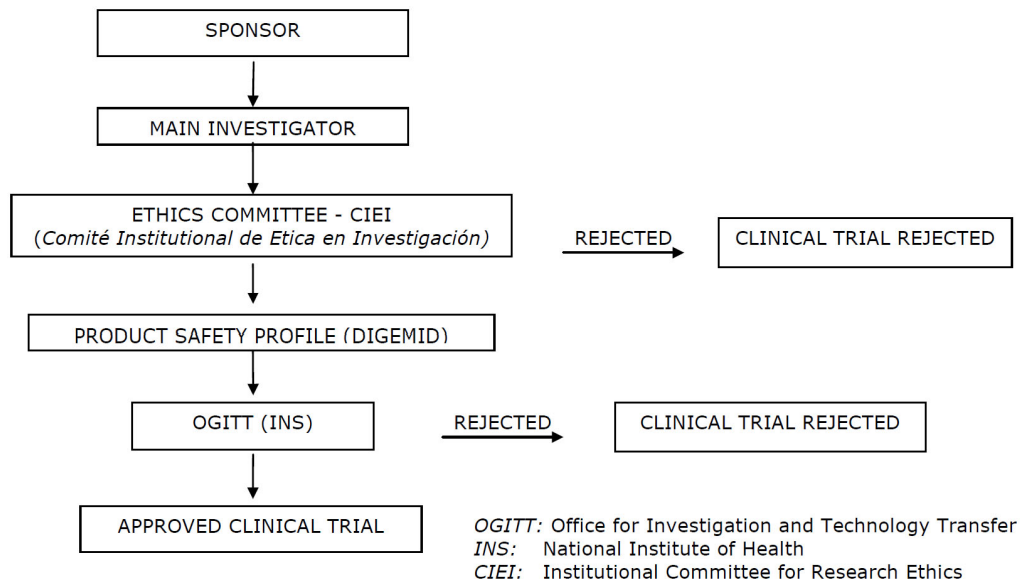 SPONSOR
MAIN INVESTIGATOR
ETHICS COMMITTEE - CIEI
(Comité Institutional de Etica en Investigación)
REJECTED
CLINICAL TRIAL REJECTED
PRODUCT SAFETY PROFILE (DIGEMID)
OGITT (INS)
REJECTED
CLINICAL TRIAL REJECTED
APPROVED CLINICAL TRIAL
OGITT: Office for Investigation and Technology Transfer
INS: National Institute of Health
CIEI: Institutional Committee for Research Ethics